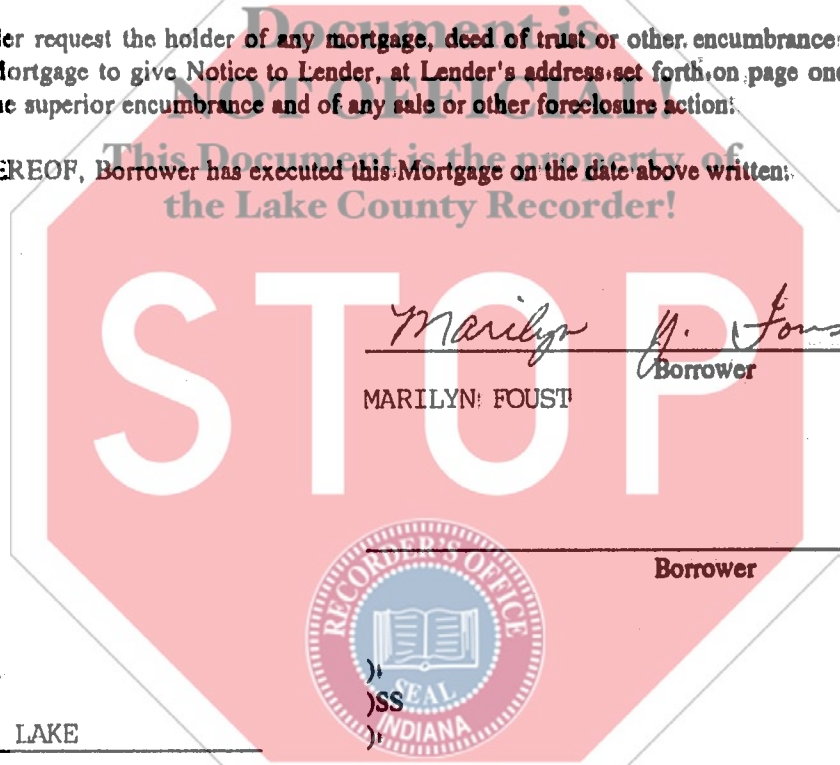 Document is
er request the holder of any mortgage, deed of trust or other encumbrance
Mortgage to give Notice to Lender, at Lender's address set forth on page one
e superior encumbrance and of any sale or other foreclosure action.
NOT OFFICIAL!
EREOF, Borrower has executed this Mortgage on the date above written.
This Document is the property of
the Lake County Recorder!
STOP
Marilyn Y. Fous
Borrower
MARILYN FOUST
Borrower
RECORDER'S OFFICE
SEAL
INDIANA
)
)SS
LAKE )